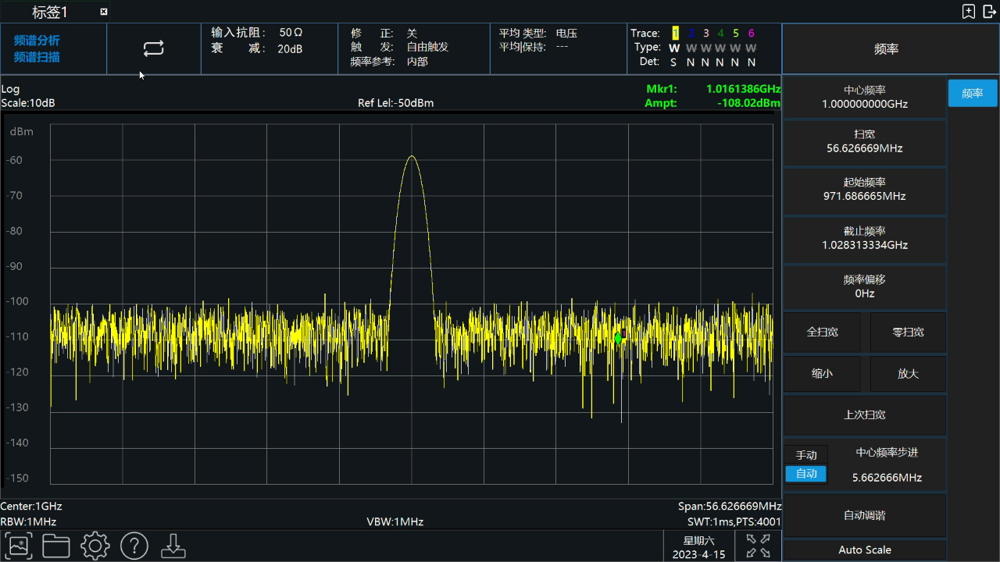 标签1
频谱分析
频谱扫描
输入抗阻: 50Ω
衰 减: 20dB
修 正: 关
触 发: 自由触发
频率参考: 内部
平均 类型: 电压
平均|保持: ---
Trace: 1 2 3 4 5 6
Type: W W W W W W
Det: S N N N N N
频率
Log
Scale:10dB
Ref Lel:-50dBm
Mkr1: 1.0161386GHz
Ampt: -108.02dBm
dBm
-60
-70
-80
-90
-100
-110
-120
-130
-140
-150
Center:1GHz
Span:56.626669MHz
RBW:1MHz
VBW:1MHz
SWT:1ms,PTS:4001
星期六
2023-4-15
中心频率
1.000000000GHz
频率
扫宽
56.626669MHz
起始频率
971.686665MHz
截止频率
1.028313334GHz
频率偏移
0Hz
全扫宽
零扫宽
缩小
放大
上次扫宽
手动
自动
中心频率步进
5.662666MHz
自动调谐
Auto Scale